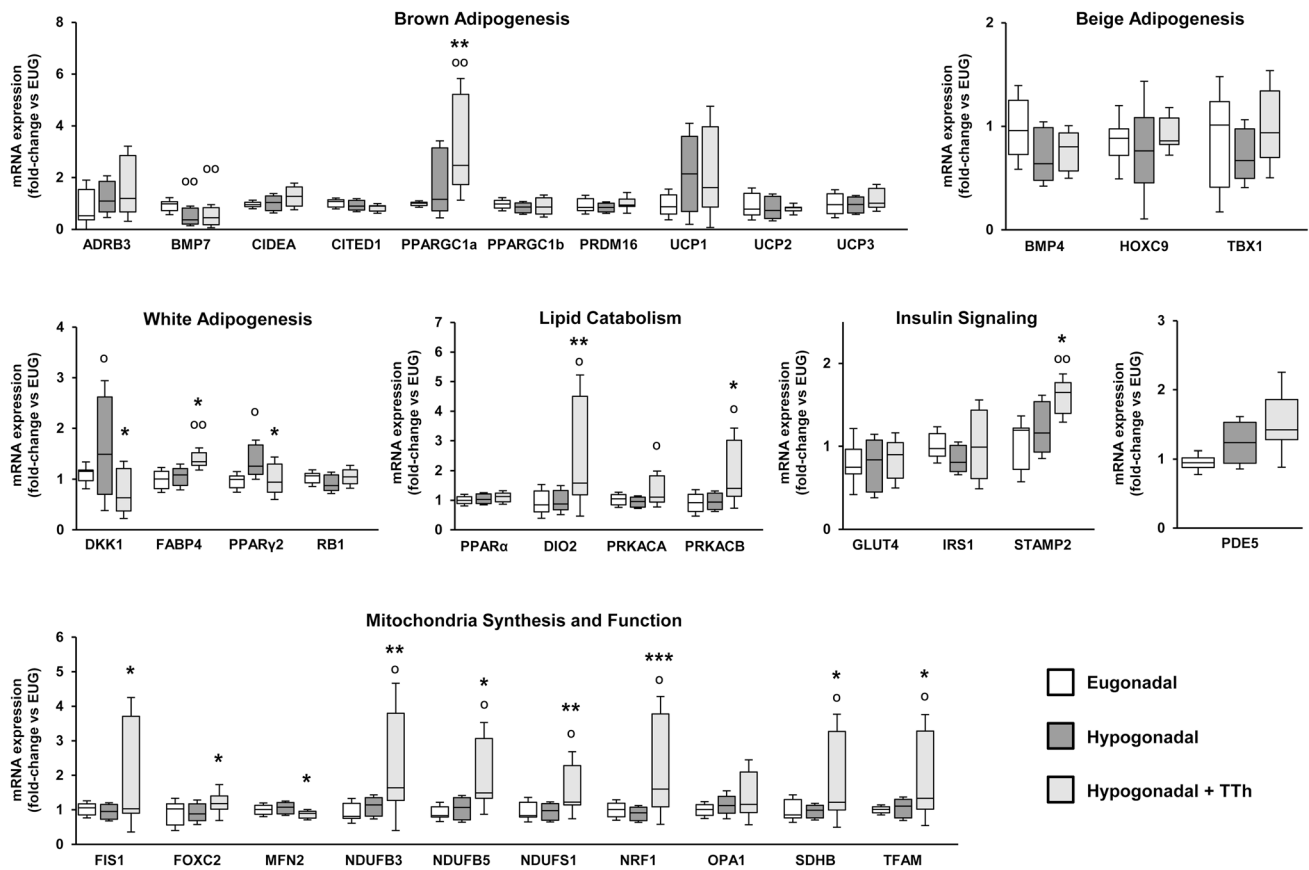 Brown Adipogenesis
mRNA expression
(fold-change vs EUG)
8
6
4
2
0
**
oo
oo
oo
ADRB3 BMP7 CIDEA CITED1 PPARGC1a PPARGC1b PRDM16 UCP1 UCP2 UCP3
Beige Adipogenesis
mRNA expression
(fold-change vs EUG)
2
1
0
BMP4 HOXC9 TBX1
White Adipogenesis
mRNA expression
(fold-change vs EUG)
4
3
2
1
0
o
*
*
oo
o
*
DKK1 FABP4 PPARγ2 RB1
Lipid Catabolism
mRNA expression
(fold-change vs EUG)
7
6
5
4
3
2
1
0
**
o
o
*
o
PPARα DIO2 PRKACA PRKACB
Insulin Signaling
mRNA expression
(fold-change vs EUG)
2
1
0
*
oo
GLUT4 IRS1 STAMP2
mRNA expression
(fold-change vs EUG)
3
2
1
0
PDE5
Mitochondria Synthesis and Function
mRNA expression
(fold-change vs EUG)
6
5
4
3
2
1
0
*
*
*
**
o
*
o
**
o
***
o
*
o
*
o
FIS1 FOXC2 MFN2 NDUFB3 NDUFB5 NDUFS1 NRF1 OPA1 SDHB TFAM
Eugonadal
Hypogonadal
Hypogonadal + TTh